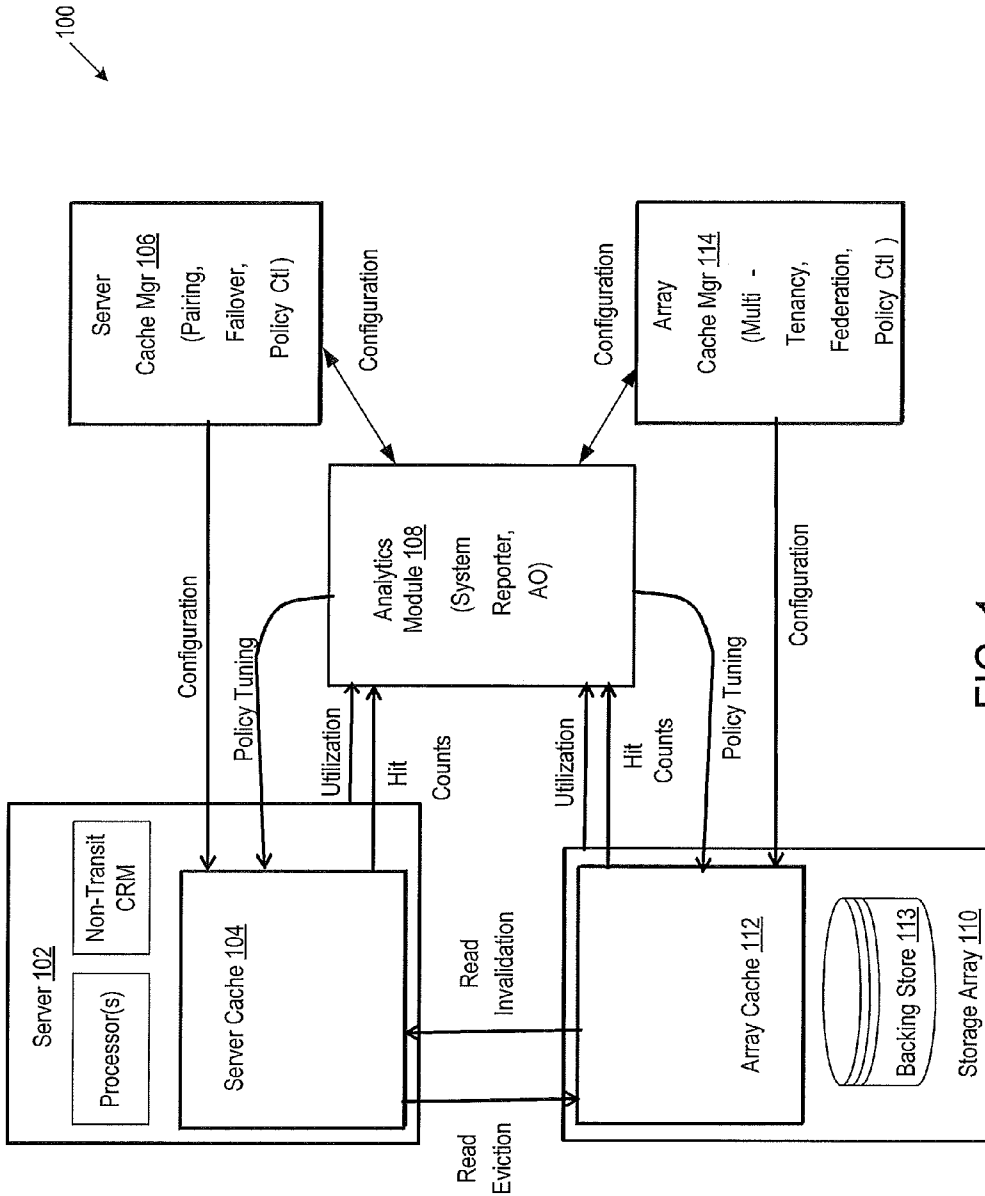 100
Server 102
Processor(s)
Non-Transit
CRM
Server Cache 104
Server
Cache Mgr 106
(Pairing,
Failover,
Policy Ctl )
Configuration
Configuration
Policy Tuning
Utilization
Hit
Counts
Analytics
Module 108
(System
Reporter,
AO)
Read
Eviction
Read
Invalidation
Utilization
Hit
Counts
Policy Tuning
Configuration
Configuration
Array
Cache Mgr 114
(Multi -
Tenancy,
Federation,
Policy Ctl )
Array Cache 112
Backing Store 113
Storage Array 110